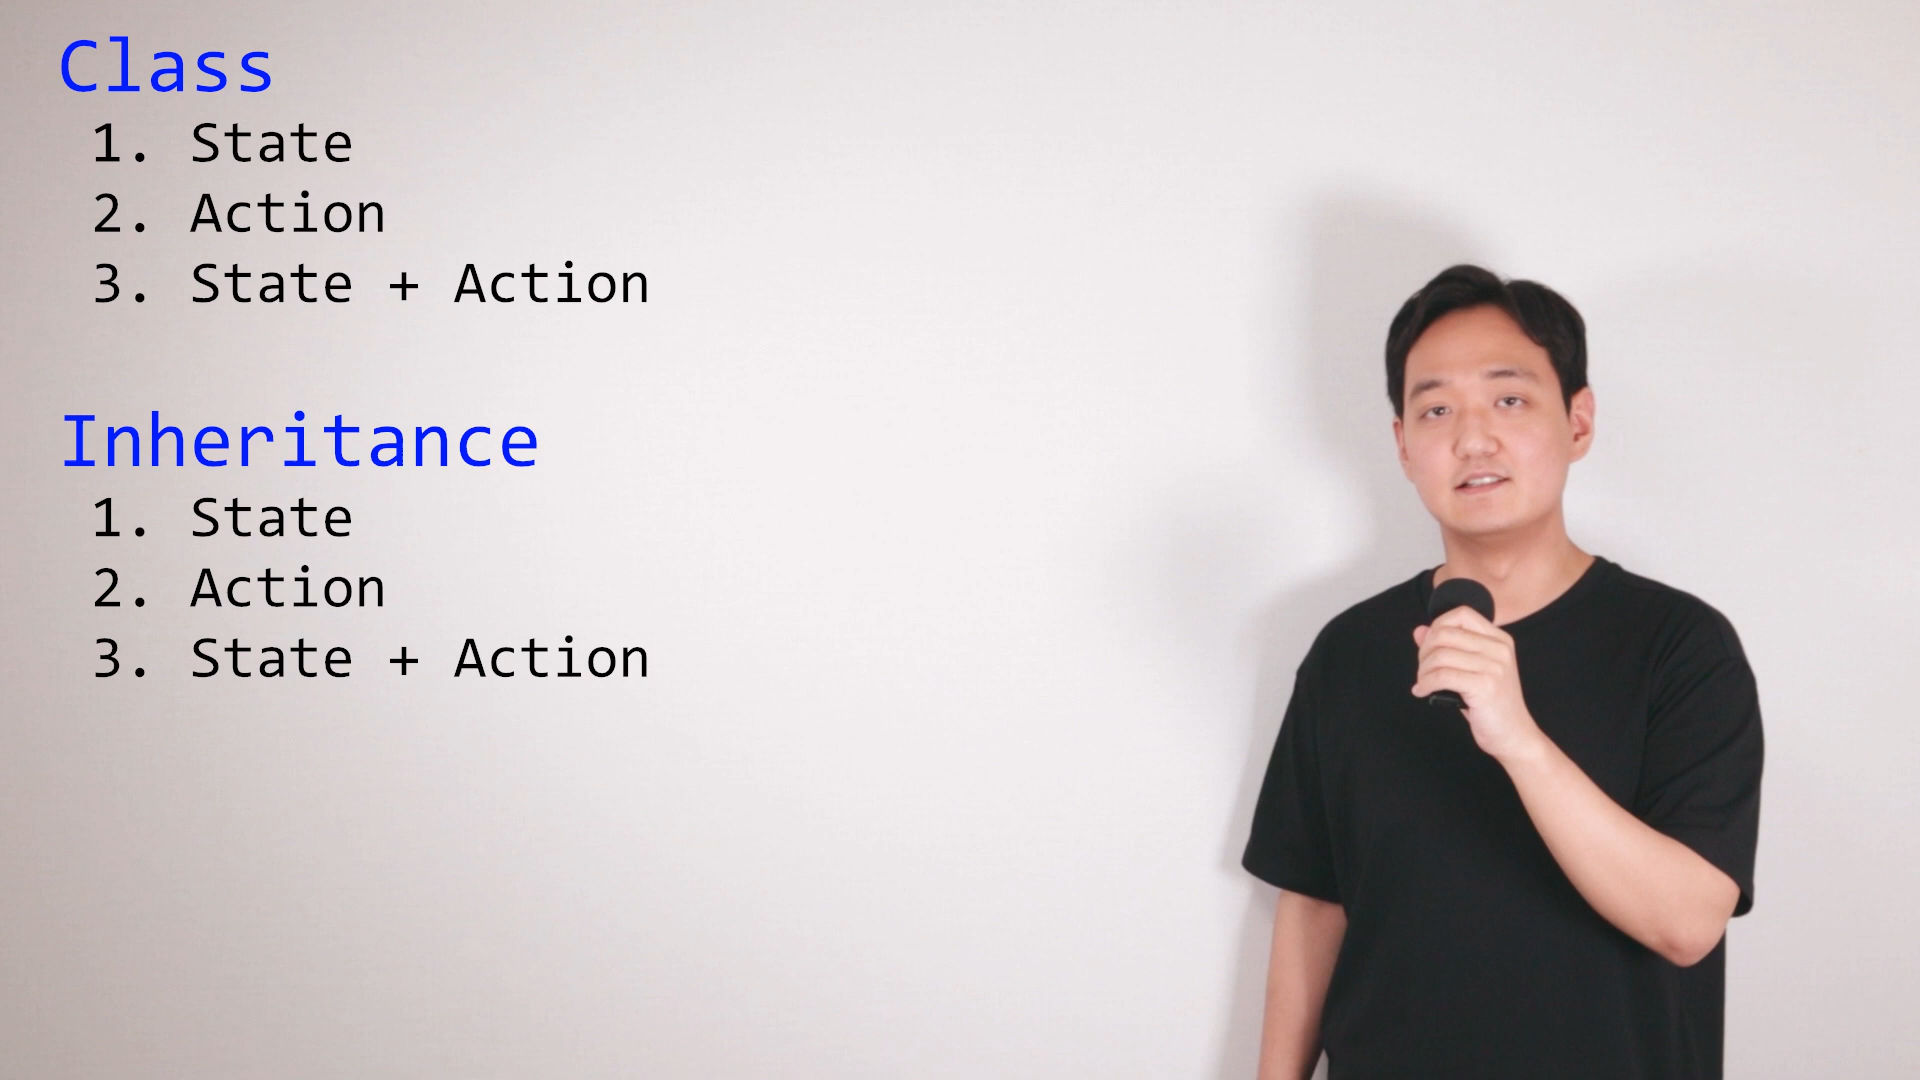 Class
1. State
2. Action
3. State + Action
Inheritance
1. State
2. Action
3. State + Action